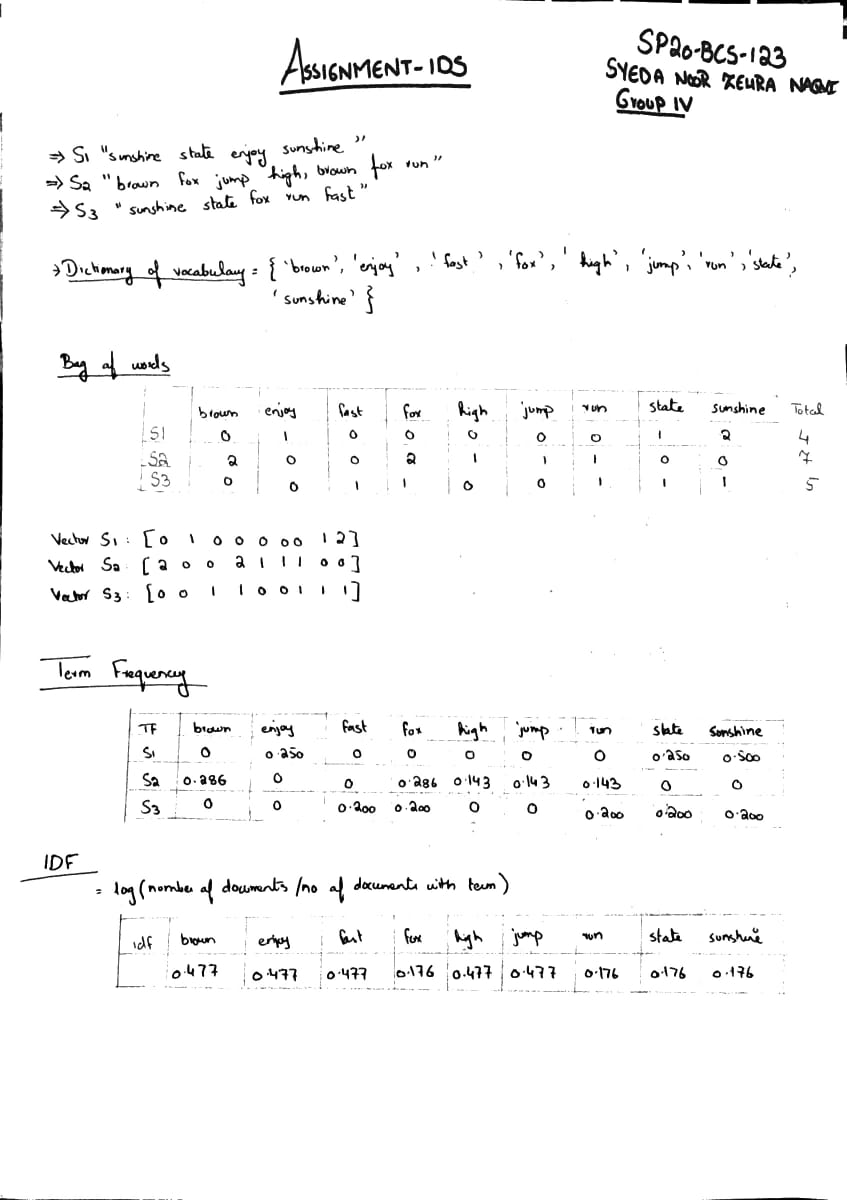 ASSIGNMENT-IDS
SP20-BCS-123
SYEDA NOOR ZEHRA NAQVI
GROUP IV
⇒ S1 "sunshine state enjoy sunshine"
⇒ S2 "brown fox jump high, brown fox run"
⇒ S3 "sunshine state fox run fast"
→ Dictionary of vocabulary = { 'brown', 'enjoy', 'fast', 'fox', 'high', 'jump', 'run', 'state',
'sunshine' }
Bag of words
brown enjoy fast fox high jump run state sunshine Total
S1 0 1 0 0 0 0 0 1 2 4
S2 2 0 0 2 1 1 1 0 0 7
S3 0 0 1 1 0 0 1 1 1 5
Vector S1 : [0 1 0 0 0 0 0 1 2]
Vector S2 : [2 0 0 2 1 1 1 0 0]
Vector S3 : [0 0 1 1 0 0 1 1 1]
Term Frequency
TF brown enjoy fast fox high jump run state sunshine
S1 0 0.250 0 0 0 0 0 0.250 0.500
S2 0.286 0 0 0.286 0.143 0.143 0.143 0 0
S3 0 0 0.200 0.200 0 0 0.200 0.200 0.200
IDF
= log (number of documents / no of documents with term)
idf brown enjoy fast fox high jump run state sunshine
0.477 0.477 0.477 0.176 0.477 0.477 0.176 0.176 0.176